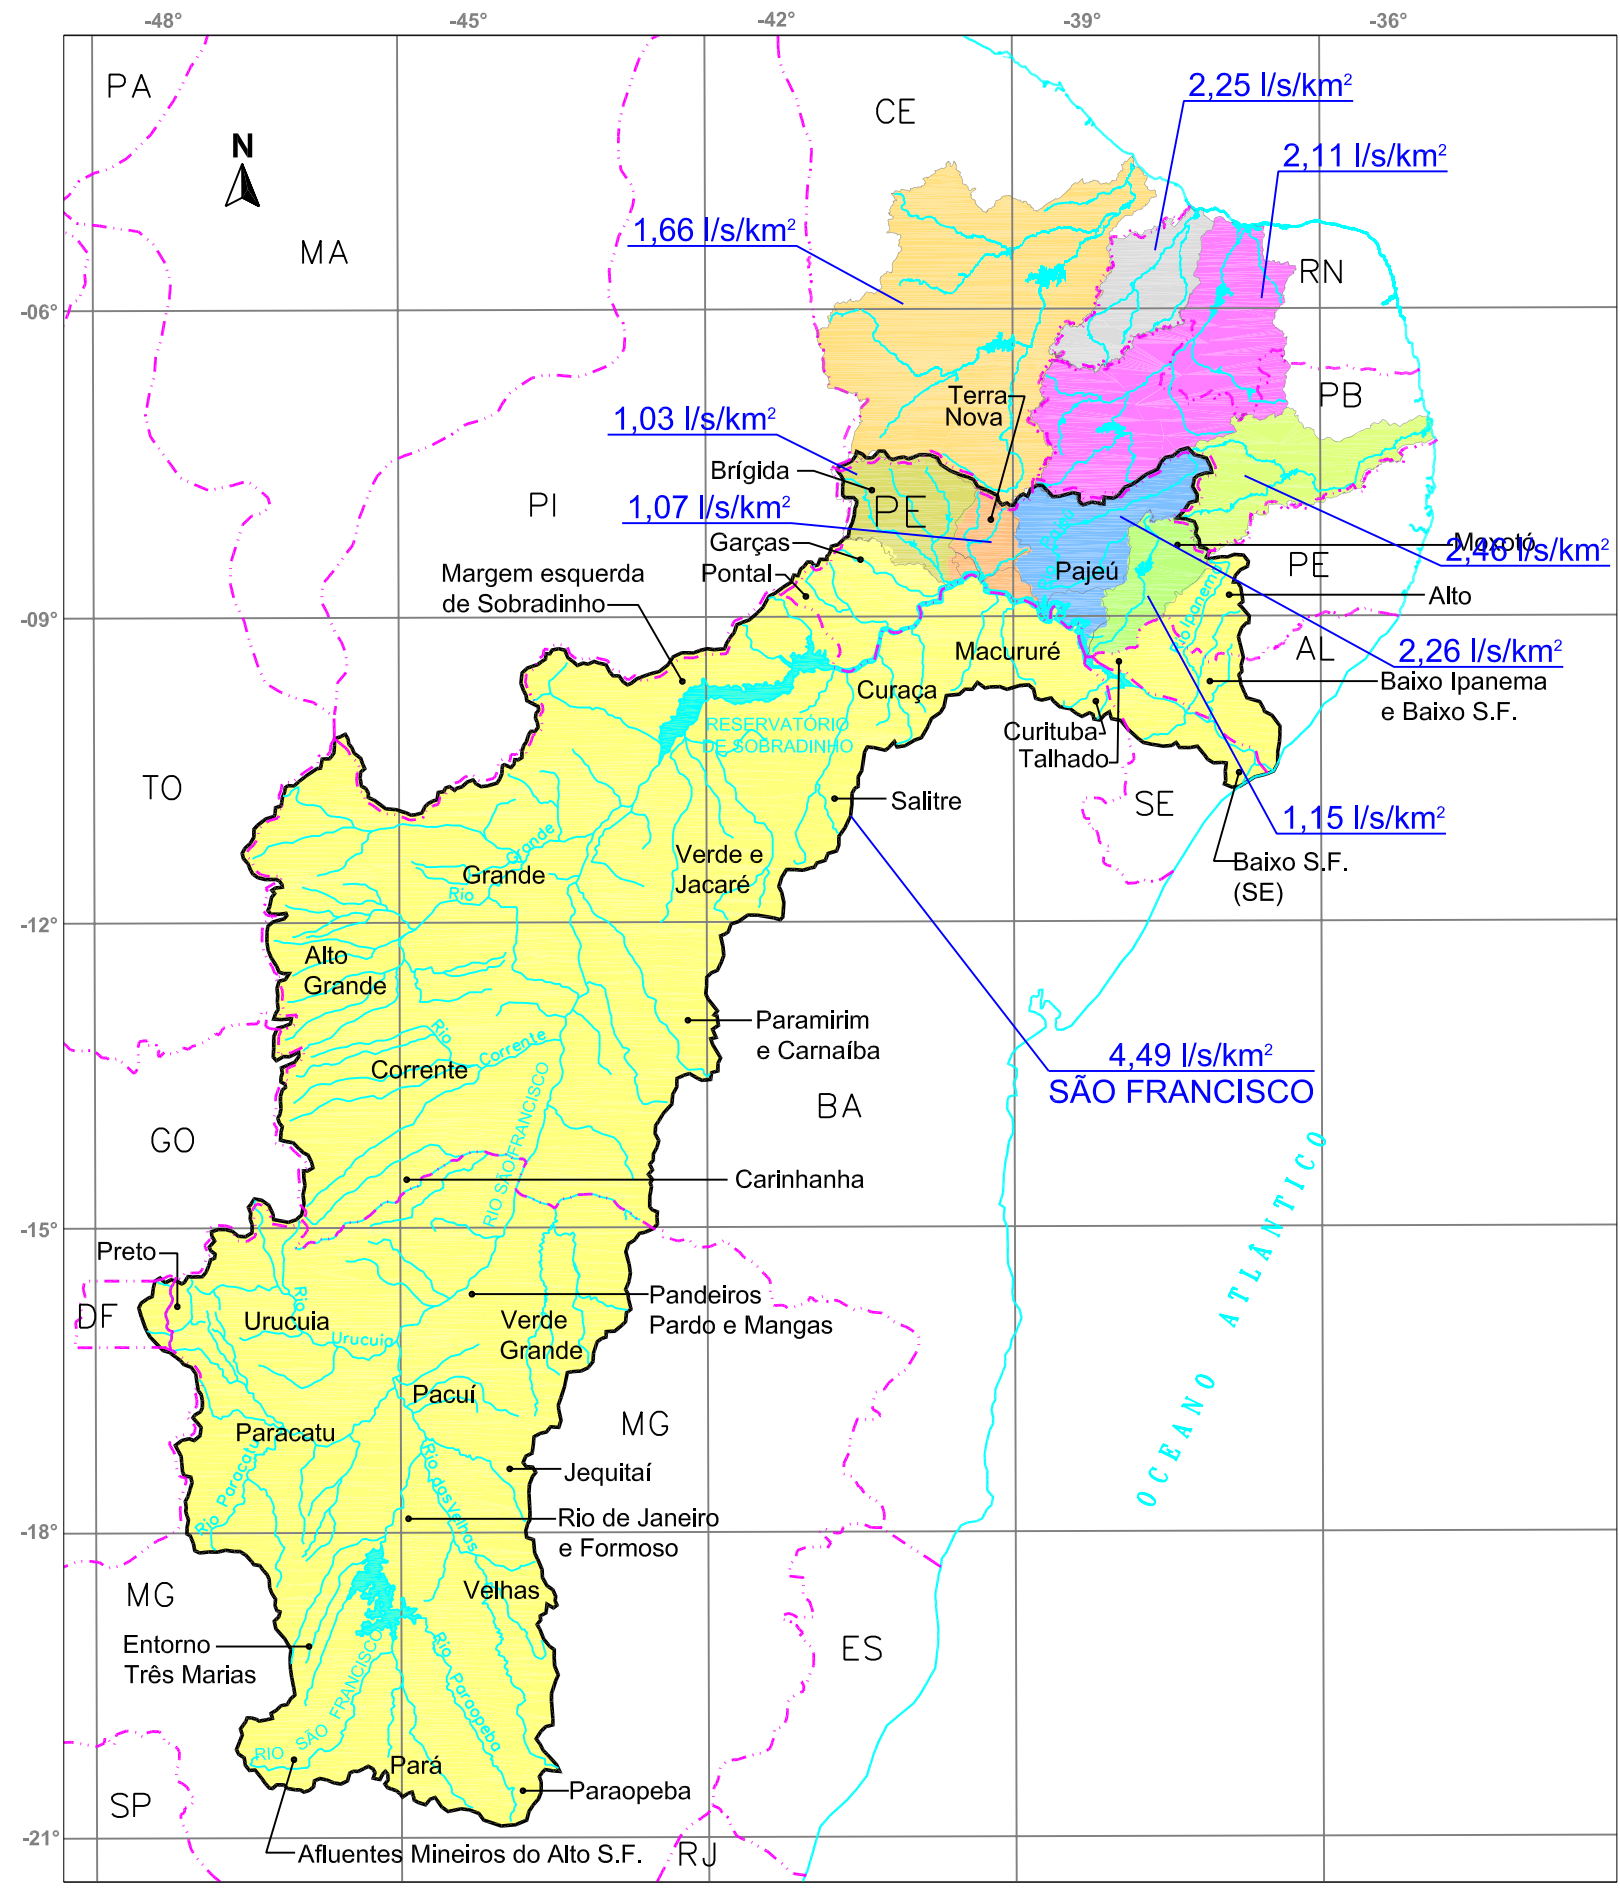 -48°
-45°
-42°
-39°
-36°
PA
CE
2,25 l/s/km²
N
2,11 l/s/km²
MA
1,66 l/s/km²
RN
-06°
Terra
Nova
PB
1,03 l/s/km²
Brígida
PI
1,07 l/s/km²
PE
Garças
Moxotó
2,46 l/s/km²
Margem esquerda
de Sobradinho
Pontal
Pajeú
PE
Alto
-09°
Rio Ipanema
Macururé
AL
2,26 l/s/km²
Curaça
Baixo Ipanema
e Baixo S.F.
RESERVATÓRIO
DE SOBRADINHO
Curituba
Talhado
TO
Salitre
SE
1,15 l/s/km²
Rio Grande
Grande
Verde e
Jacaré
Baixo S.F.
(SE)
-12°
Alto
Grande
Paramirim
e Carnaíba
Rio Corrente
Corrente
4,49 l/s/km²
SÃO FRANCISCO
BA
GO
RIO SÃO FRANCISCO
Carinhanha
OCEANO ATLÂNTICO
-15°
Preto
DF
Rio Urucuia
Urucuia
Pandeiros
Pardo e Mangas
Verde
Grande
Pacuí
MG
Paracatu
Rio Paracatu
Rio das Velhas
Jequitaí
Rio de Janeiro
e Formoso
-18°
MG
Velhas
Entorno
Três Marias
ES
Rio Paraopeba
RIO SÃO FRANCISCO
Pará
Paraopeba
SP
-21°
Afluentes Mineiros do Alto S.F.
RJ